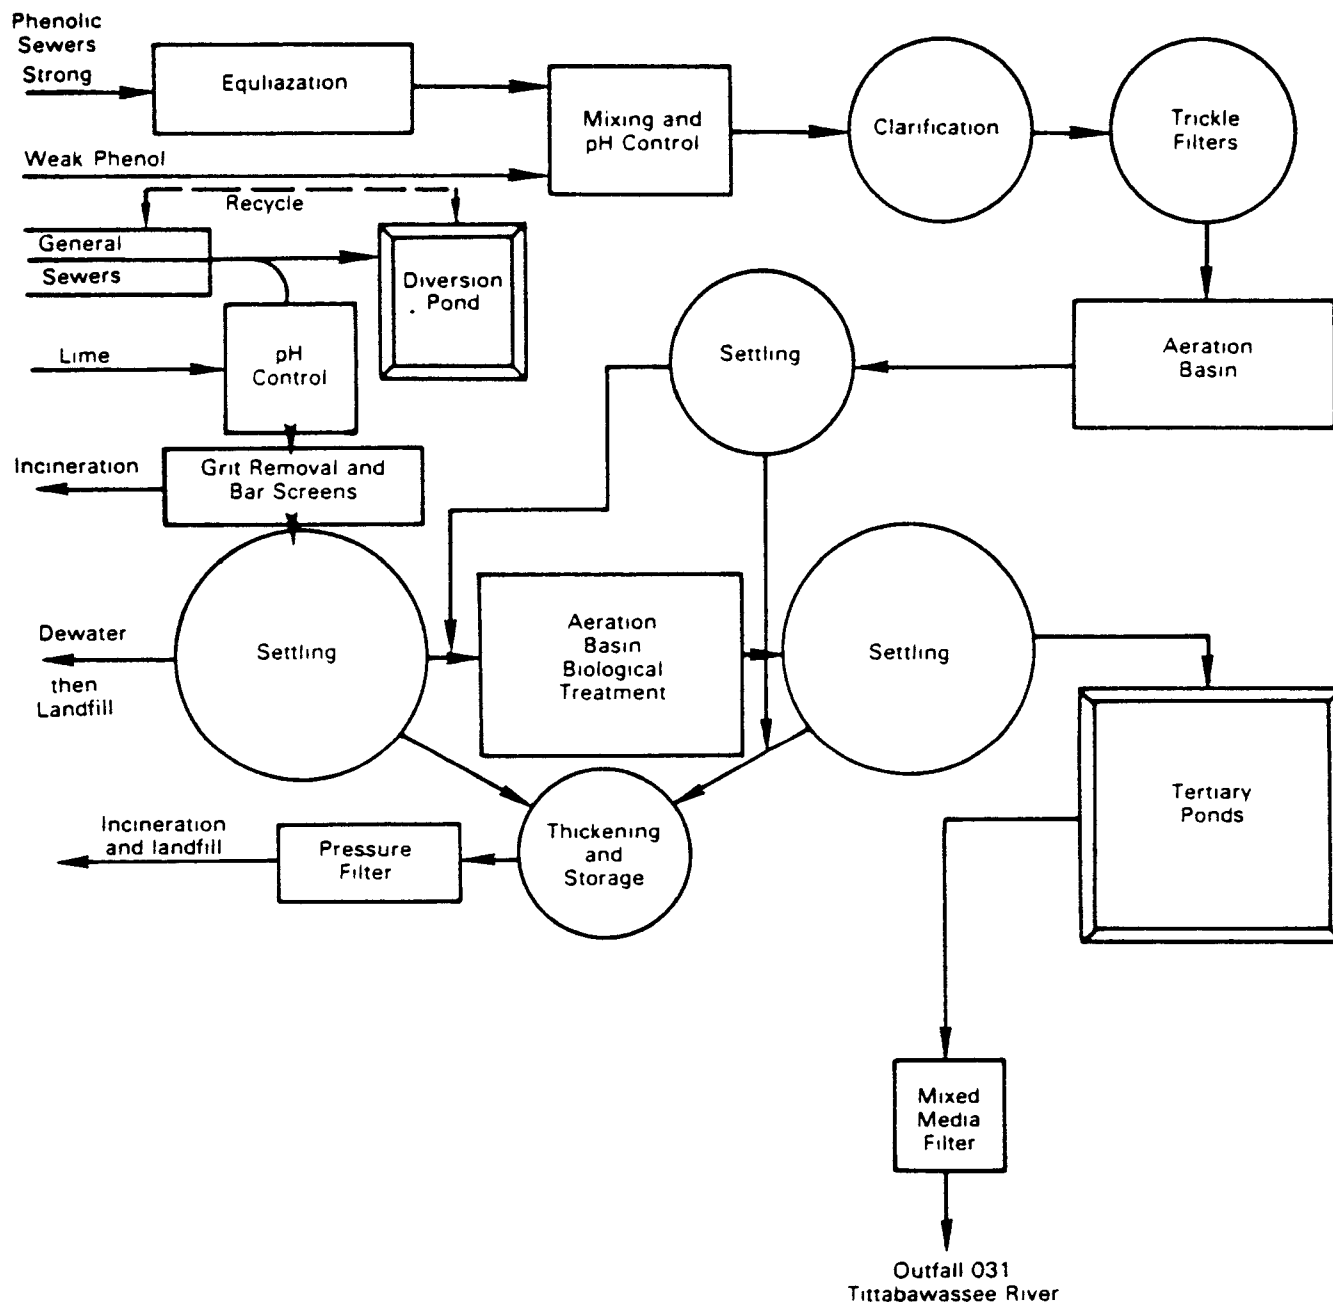 Phenolic
Sewers
Strong
Equliazation
Mixing and
pH Control
Clarification
Trickle
Filters
Weak Phenol
Recycle
General
Sewers
Diversion
Pond
Lime
pH
Control
Settling
Aeration
Basin
Incineration
Grit Removal and
Bar Screens
Dewater
then
Landfill
Settling
Aeration
Basin
Biological
Treatment
Settling
Tertiary
Ponds
Incineration
and landfill
Pressure
Filter
Thickening
and
Storage
Mixed
Media
Filter
Outfall 031
Tittabawassee River